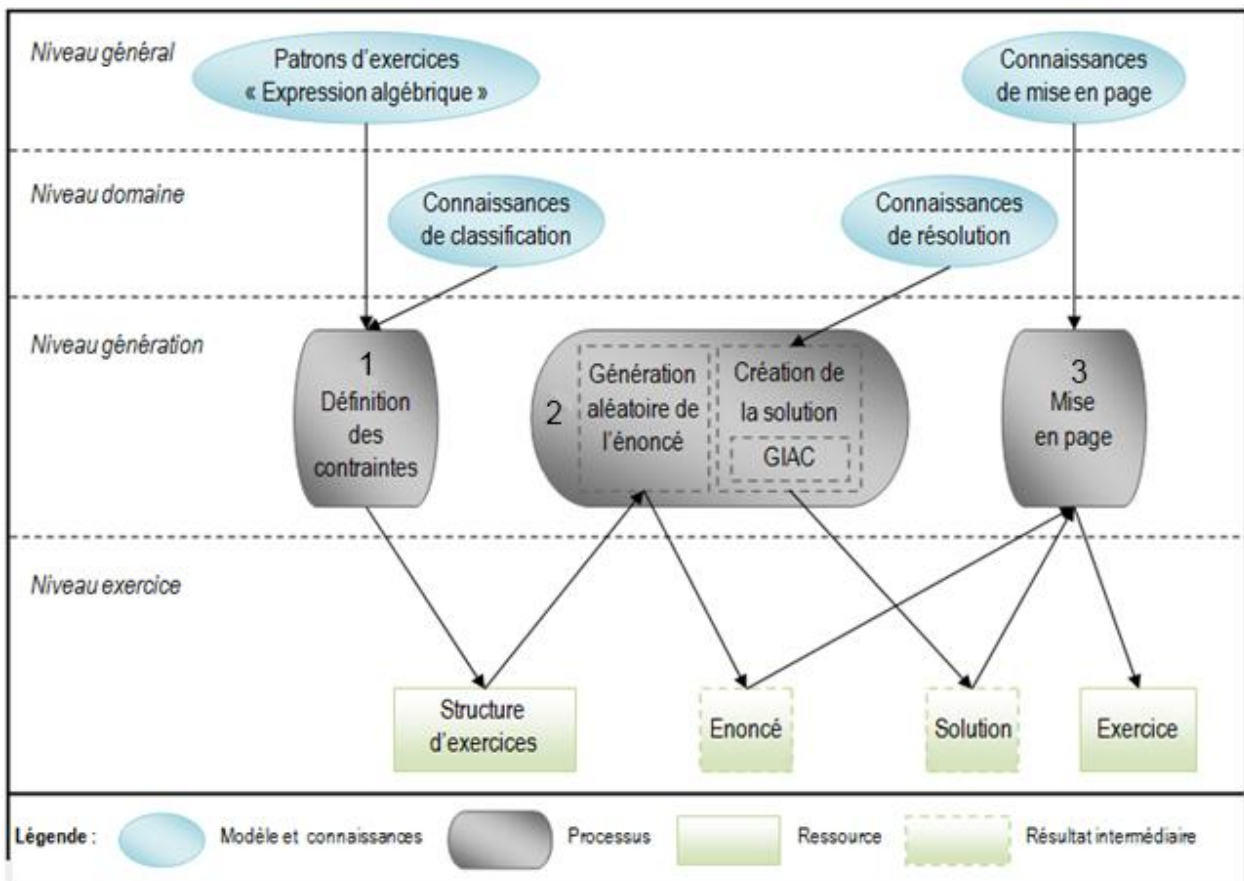 Niveau général
Patrons d'exercices
« Expression algébrique »
Connaissances
de mise en page
Niveau domaine
Connaissances
de classification
Connaissances
de résolution
Niveau génération
1
Définition
des
contraintes
2
Génération
aléatoire de
l'énoncé
Création de
la solution
GIAC
3
Mise
en page
Niveau exercice
Structure
d'exercices
Enoncé
Solution
Exercice
Légende :
Modèle et connaissances
Processus
Ressource
Résultat intermédiaire